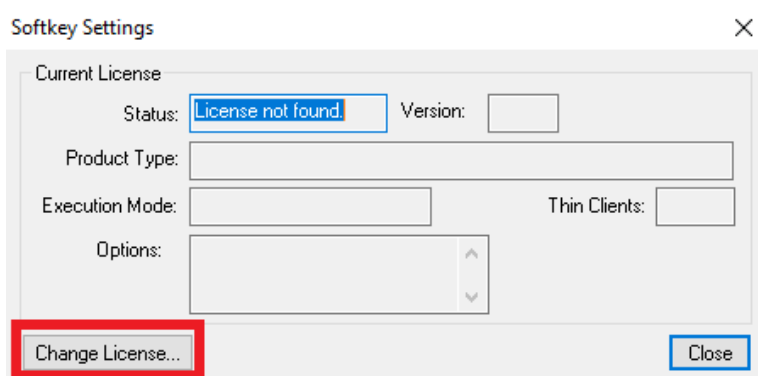 Softkey Settings
Current License
Status: License not found. Version:
Product Type:
Execution Mode: Thin Clients:
Options:
Change License... Close